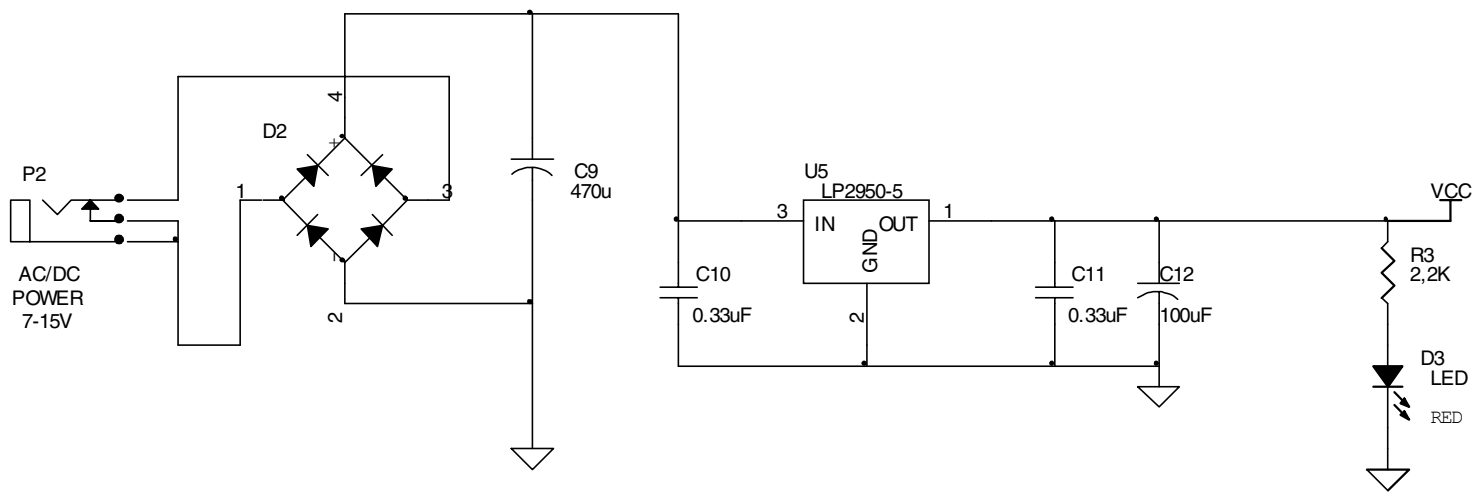 4
+
D2
P2
1
3
C9
470u
U5
LP2950-5
VCC
3
IN
OUT
1
GND
-
AC/DC
POWER
7-15V
C10
0.33uF
2
2
C11
0.33uF
C12
100uF
R3
2,2K
D3
LED
RED